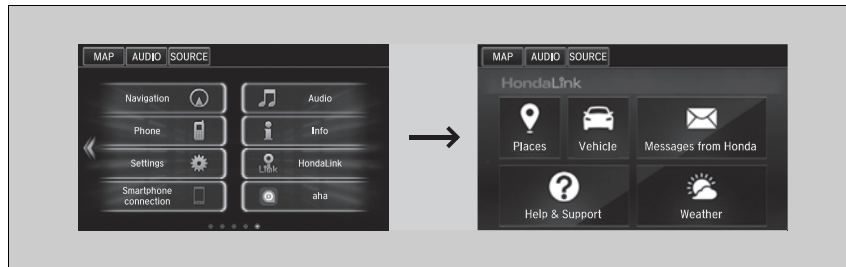 MAP AUDIO SOURCE
Navigation Audio
Phone Info
Settings Link HondaLink
Smartphone
connection aha
MAP AUDIO SOURCE
HondaLink
Places Vehicle Messages from Honda
Help & Support Weather